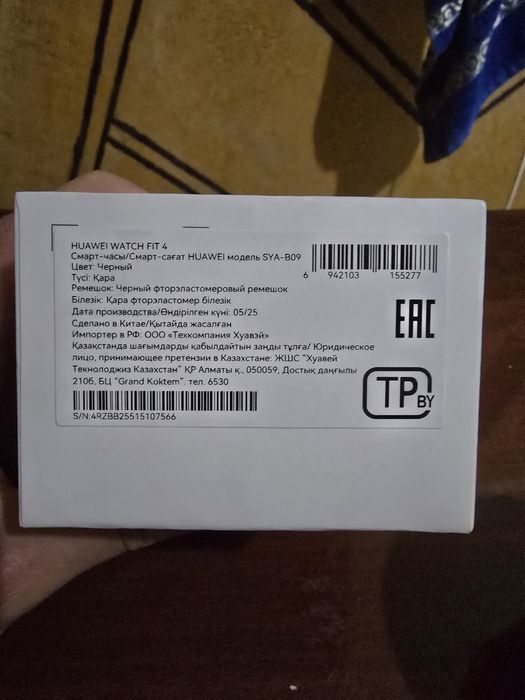 HUAWEI WATCH FIT 4
Смарт-часы/Смарт-сағат HUAWEI модель SYA-B09
Цвет: Черный
Түсі: Қара
Ремешок: Черный фторэластомеровый ремешок
Білезік: Қара фторэластомер білезік
Дата производства/Өндірілген күні: 05/25
Сделано в Китае/Қытайда жасалған
Импортер в РФ: ООО «Техкомпания Хуавэй»
Қазақстанда шағымдарды қабылдайтын заңды тұлға/ Юридическое
лицо, принимающее претензии в Казахстане: ЖШС "Хуавей
Текнолоджиз Казахстан" ҚР Алматы қ., 050059, Достық даңғылы
210б, БЦ "Grand Koktem". тел. 6530
S/N:4RZBB25515107566
6 942103 155277
EAC
TP BY